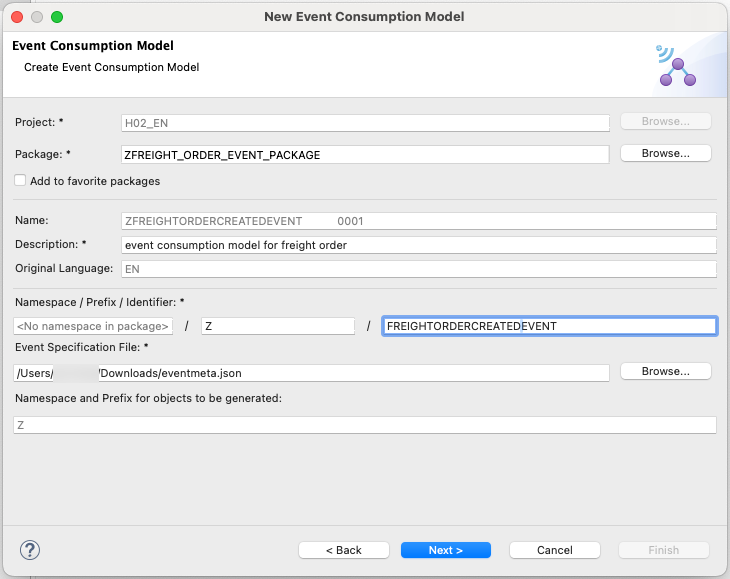 New Event Consumption Model
Event Consumption Model
Create Event Consumption Model
Project: * H02_EN Browse...
Package: * ZFREIGHT_ORDER_EVENT_PACKAGE Browse...
Add to favorite packages
Name: ZFREIGHTORDERCREATEDEVENT 0001
Description: * event consumption model for freight order
Original Language: EN
Namespace / Prefix / Identifier: *
<No namespace in package> / Z / FREIGHTORDERCREATEDEVENT
Event Specification File: *
/Users/ /Downloads/eventmeta.json Browse...
Namespace and Prefix for objects to be generated:
Z
? < Back Next > Cancel Finish